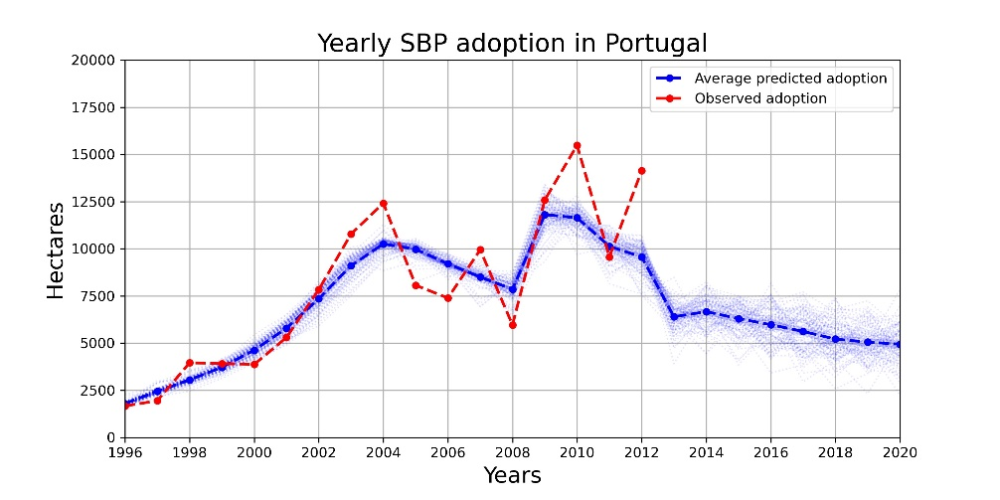 Yearly SBP adoption in Portugal
20000
17500
15000
12500
10000
7500
5000
2500
0
Hectares
Average predicted adoption
Observed adoption
1996 1998 2000 2002 2004 2006 2008 2010 2012 2014 2016 2018 2020
Years